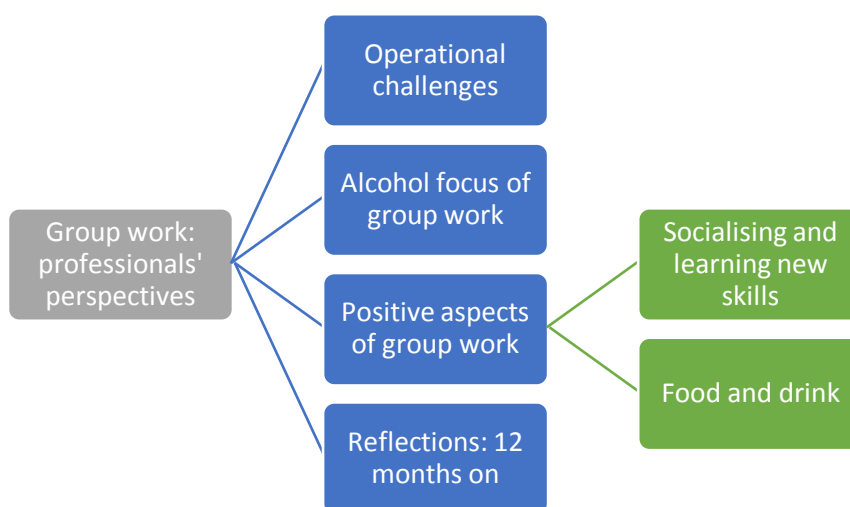 Group work:
professionals'
perspectives
Operational
challenges
Alcohol focus of
group work
Positive aspects
of group work
Reflections: 12
months on
Socialising and
learning new
skills
Food and drink